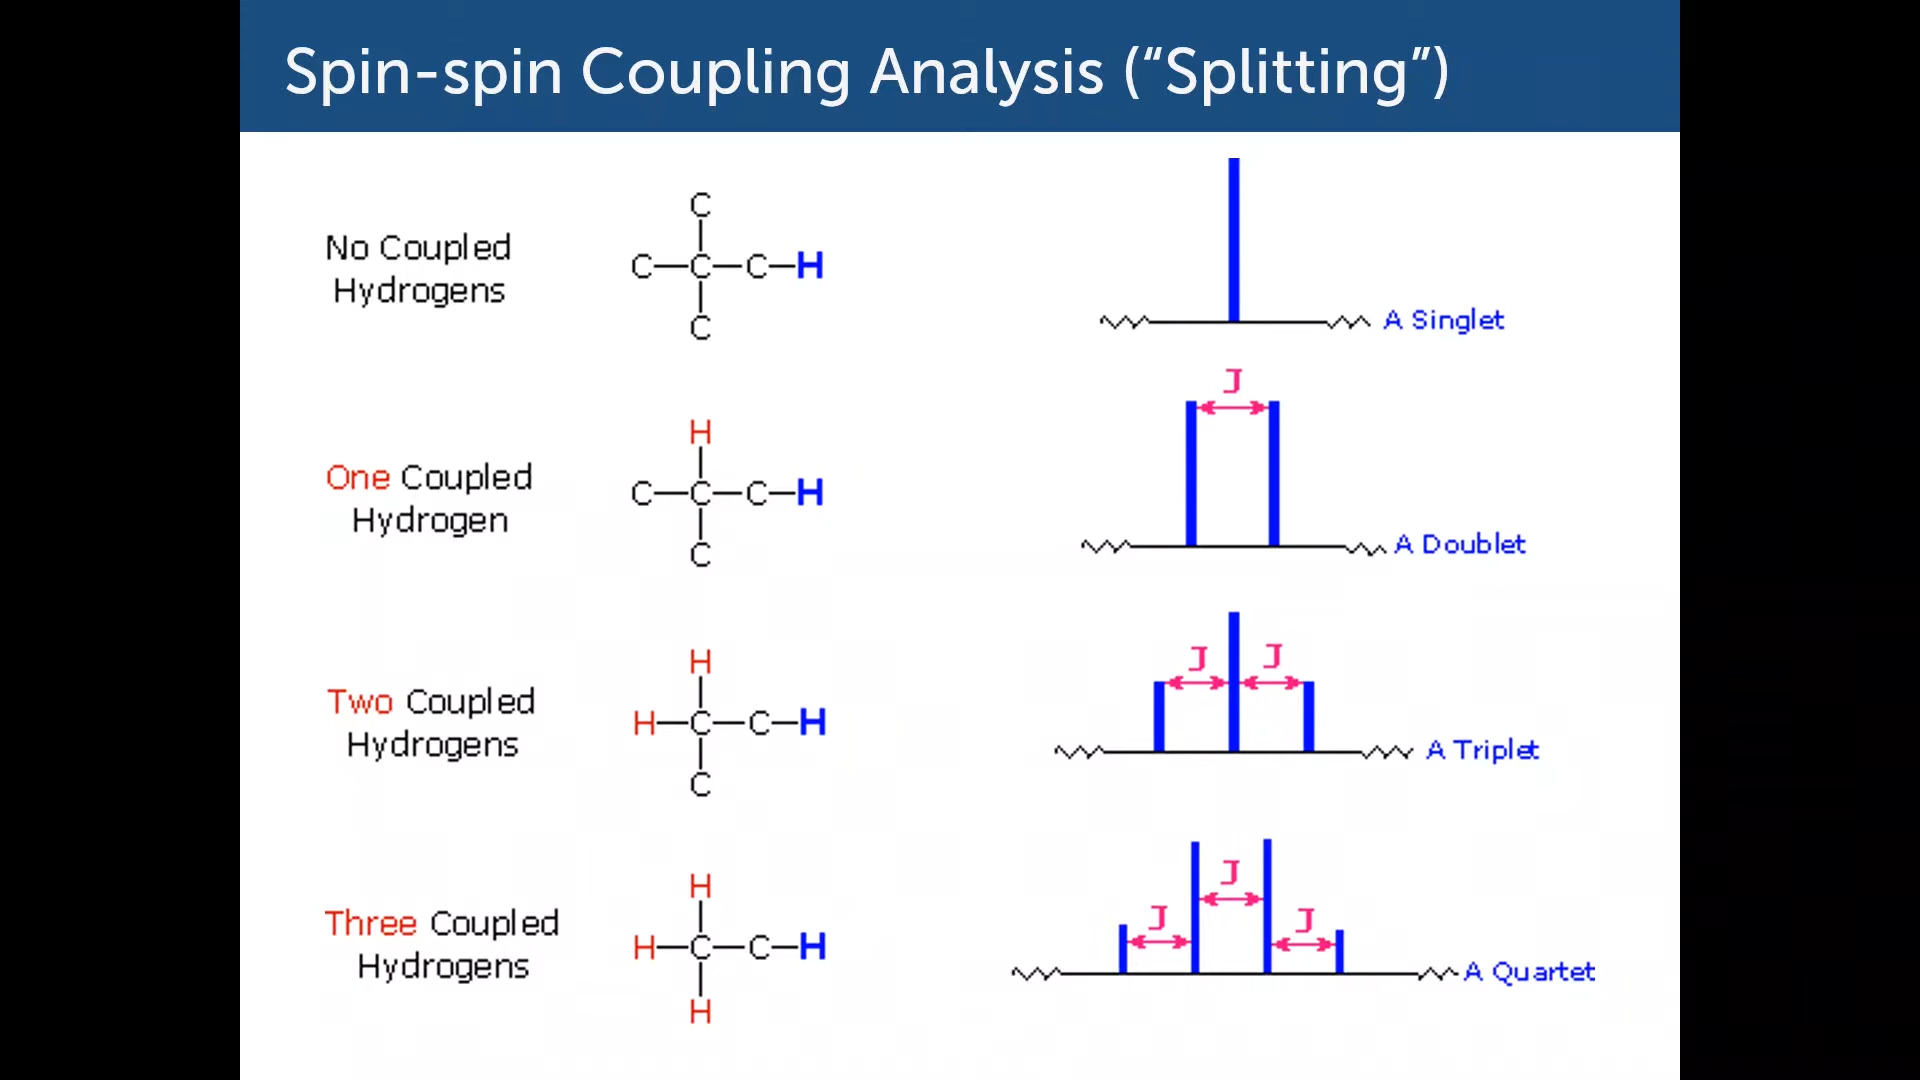 Spin-spin Coupling Analysis (“Splitting”)
No Coupled
Hydrogens
C
C C C H
C
A Singlet
One Coupled
Hydrogen
H
C C C H
C
J
A Doublet
Two Coupled
Hydrogens
H
H C C H
C
J J
A Triplet
Three Coupled
Hydrogens
H
H C C H
H
J
J J
A Quartet